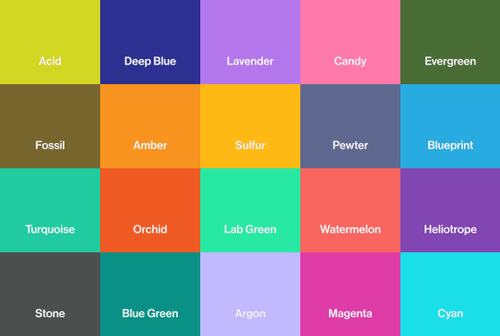 Acid
Deep Blue
Lavender
Candy
Evergreen
Fossil
Amber
Sulfur
Pewter
Blueprint
Turquoise
Orchid
Lab Green
Watermelon
Heliotrope
Stone
Blue Green
Argon
Magenta
Cyan